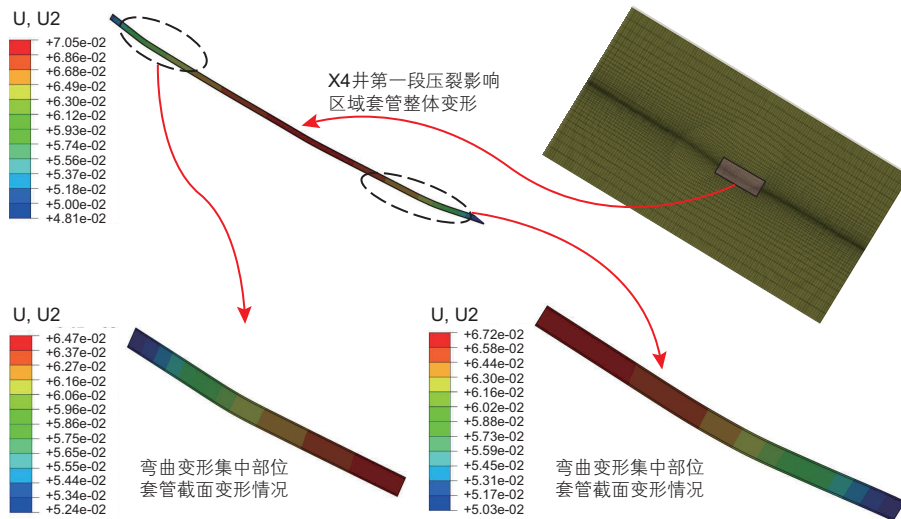 U, U2
+7.05e-02
+6.86e-02
+6.68e-02
+6.49e-02
+6.30e-02
+6.12e-02
+5.93e-02
+5.74e-02
+5.56e-02
+5.37e-02
+5.18e-02
+5.00e-02
+4.81e-02
X4井第一段压裂影响
区域套管整体变形
U, U2
+6.47e-02
+6.37e-02
+6.27e-02
+6.16e-02
+6.06e-02
+5.96e-02
+5.86e-02
+5.75e-02
+5.65e-02
+5.55e-02
+5.44e-02
+5.34e-02
+5.24e-02
弯曲变形集中部位
套管截面变形情况
U, U2
+6.72e-02
+6.58e-02
+6.44e-02
+6.30e-02
+6.16e-02
+6.02e-02
+5.88e-02
+5.73e-02
+5.59e-02
+5.45e-02
+5.31e-02
+5.17e-02
+5.03e-02
弯曲变形集中部位
套管截面变形情况